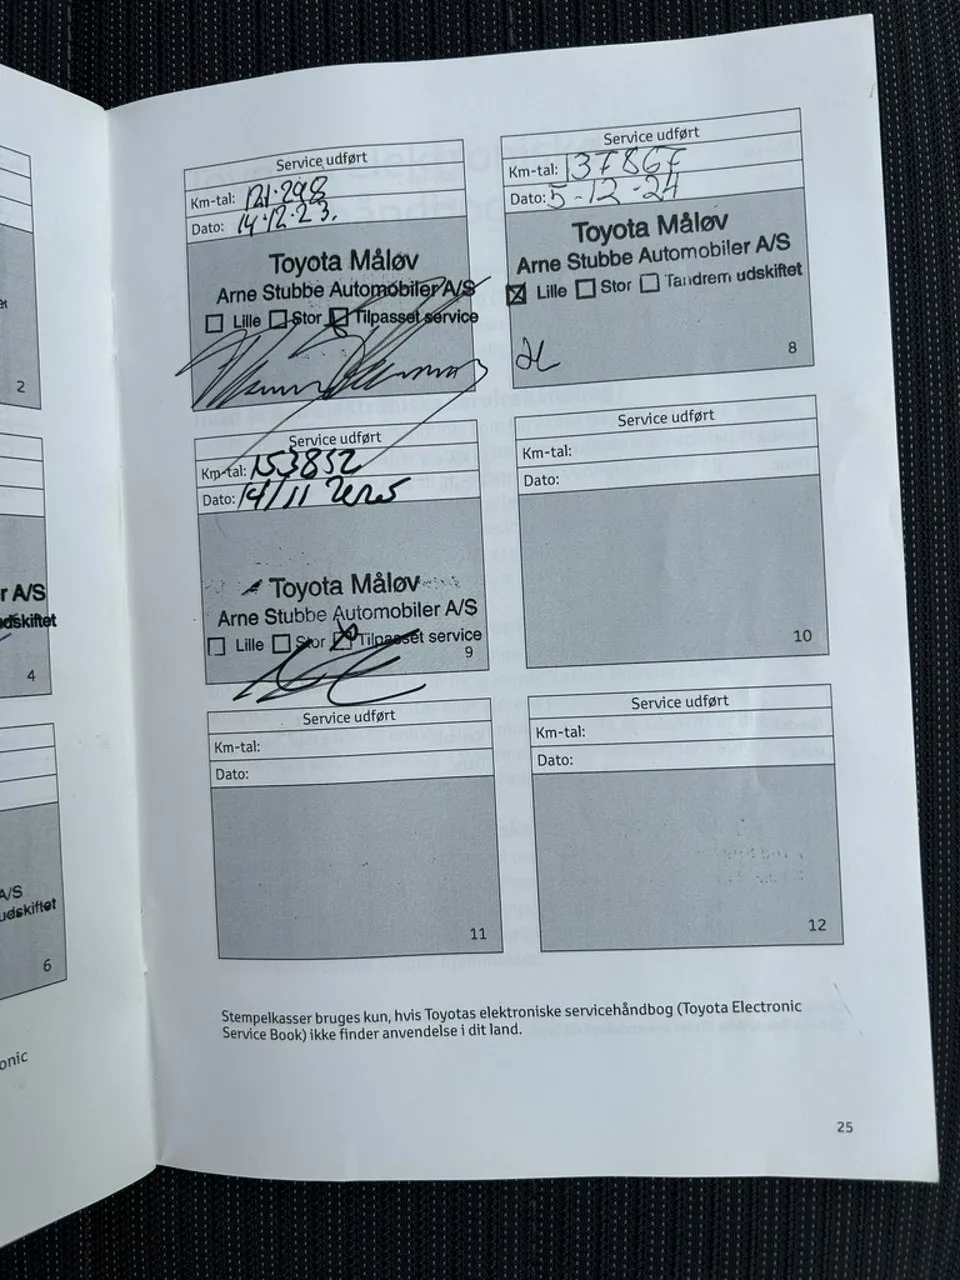 2
r A/S
udskiftet
4
A/S
udskiftet
6
onic
Service udført
Km-tal: 121.298
Dato: 14.12.23.
Toyota Måløv
Arne Stubbe Automobiler A/S
Lille Stor Tilpasset service
Service udført
Km-tal: 137867
Dato: 5-12-24
Toyota Måløv
Arne Stubbe Automobiler A/S
Lille Stor Tandrem udskiftet
8
Service udført
Km-tal: 153852
Dato: 14/11
Toyota Måløv
Arne Stubbe Automobiler A/S
Lille Stor Tilpasset service
9
Service udført
Km-tal:
Dato:
10
Service udført
Km-tal:
Dato:
11
Service udført
Km-tal:
Dato:
12
Stempelkasser bruges kun, hvis Toyotas elektroniske servicehåndbog (Toyota Electronic
Service Book) ikke finder anvendelse i dit land.
25